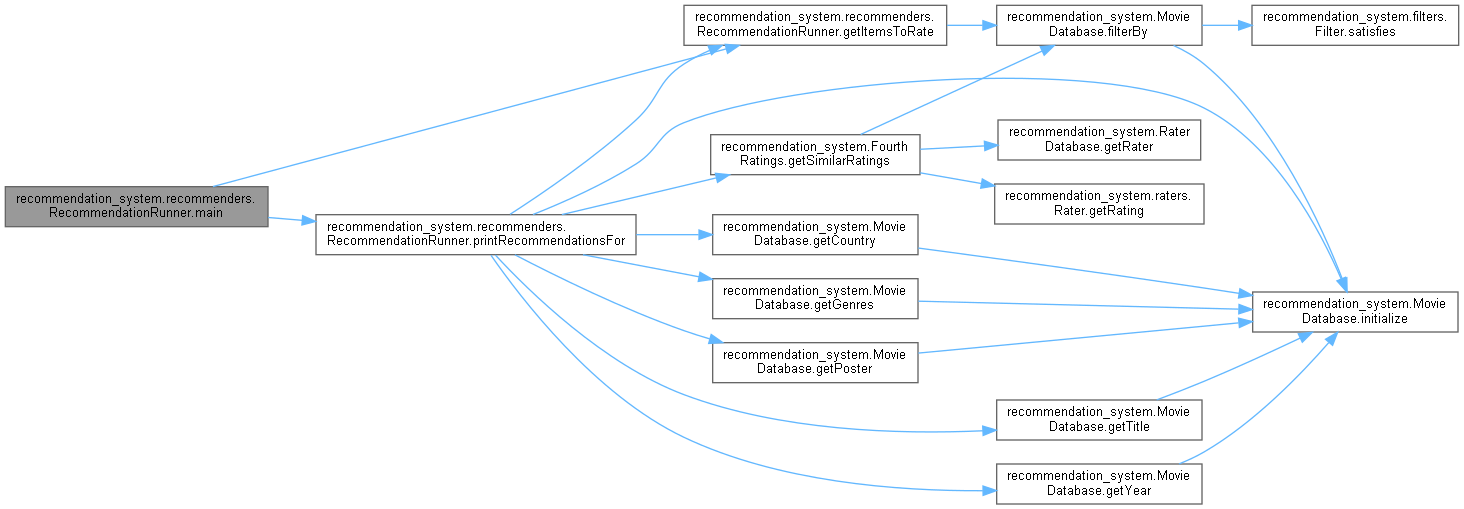 recommendation_system.recommenders.
RecommendationRunner.main
recommendation_system.recommenders.
RecommendationRunner.printRecommendationsFor
recommendation_system.recommenders.
RecommendationRunner.getItemsToRate
recommendation_system.Fourth
Ratings.getSimilarRatings
recommendation_system.Movie
Database.getCountry
recommendation_system.Movie
Database.getGenres
recommendation_system.Movie
Database.getPoster
recommendation_system.Movie
Database.filterBy
recommendation_system.Rater
Database.getRater
recommendation_system.raters.
Rater.getRating
recommendation_system.Movie
Database.getTitle
recommendation_system.Movie
Database.getYear
recommendation_system.filters.
Filter.satisfies
recommendation_system.Movie
Database.initialize